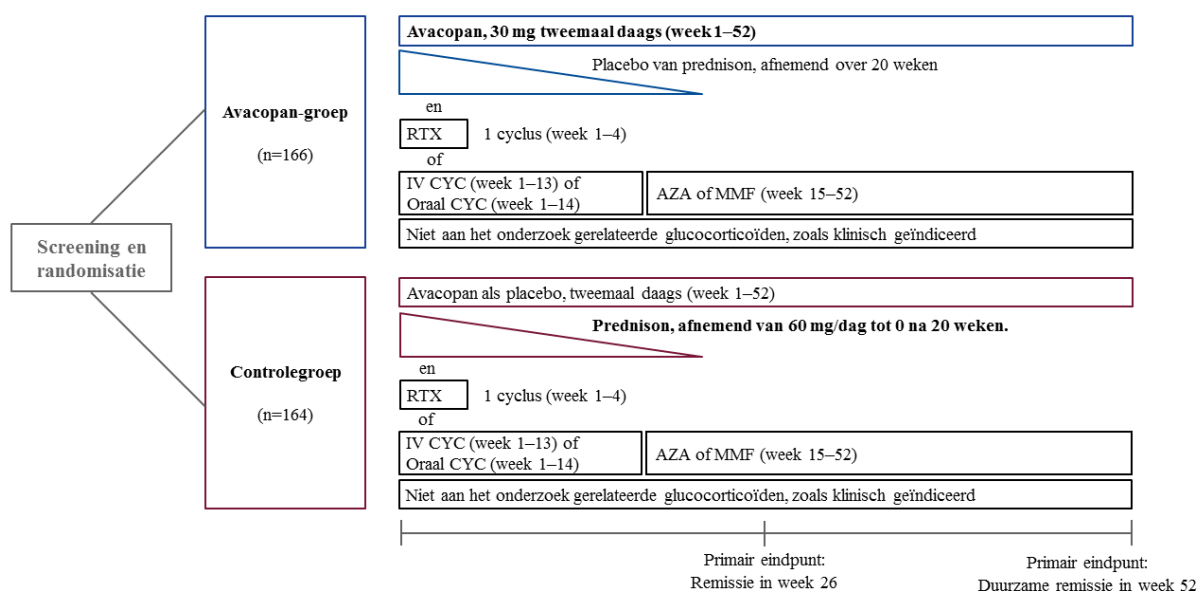 Screening en
randomisatie
Avacopan-groep
(n=166)
Avacopan, 30 mg tweemaal daags (week 1–52)
Placebo van prednison, afnemend over 20 weken
en
RTX
1 cyclus (week 1–4)
of
IV CYC (week 1–13) of
Oraal CYC (week 1–14)
AZA of MMF (week 15–52)
Niet aan het onderzoek gerelateerde glucocorticoïden, zoals klinisch geïndiceerd
Controlegroep
(n=164)
Avacopan als placebo, tweemaal daags (week 1–52)
Prednison, afnemend van 60 mg/dag tot 0 na 20 weken.
en
RTX
1 cyclus (week 1–4)
of
IV CYC (week 1–13) of
Oraal CYC (week 1–14)
AZA of MMF (week 15–52)
Niet aan het onderzoek gerelateerde glucocorticoïden, zoals klinisch geïndiceerd
Primair eindpunt:
Remissie in week 26
Primair eindpunt:
Duurzame remissie in week 52